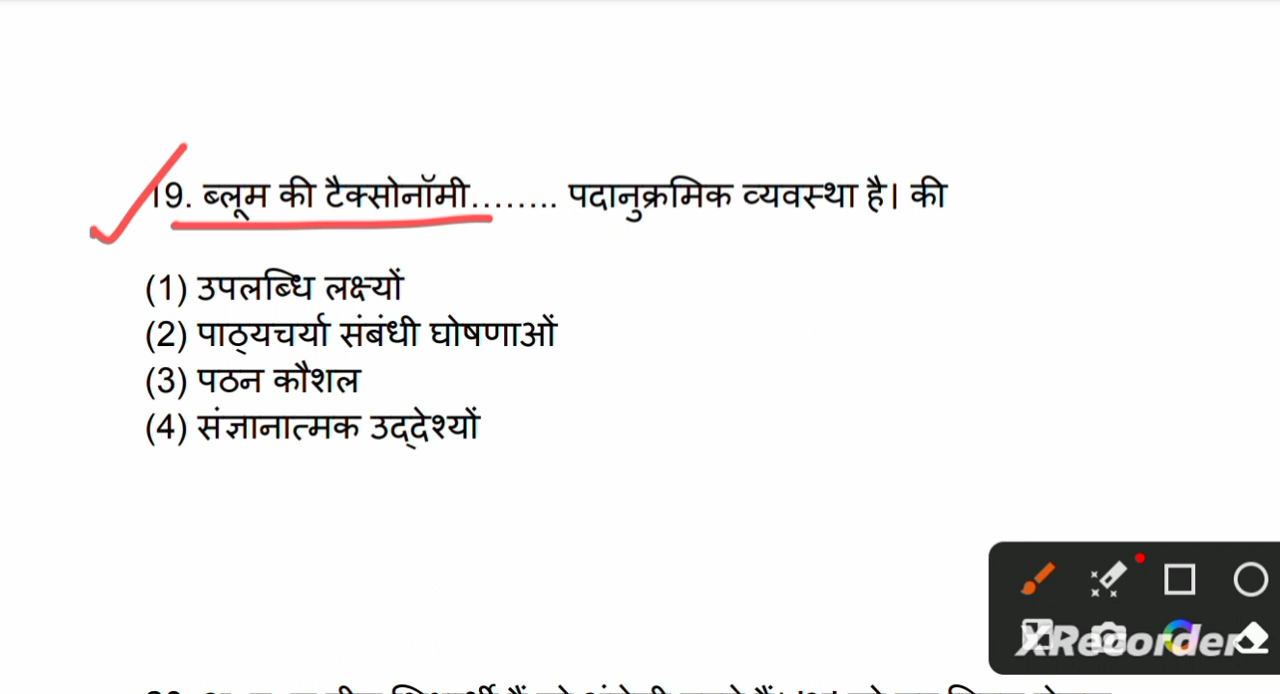 19. ब्लूम की टैक्सोनॉमी........ पदानुक्रमिक व्यवस्था है। की
(1) उपलब्धि लक्ष्यों
(2) पाठ्यचर्या संबंधी घोषणाओं
(3) पठन कौशल
(4) संज्ञानात्मक उद्देश्यों
XRecorder